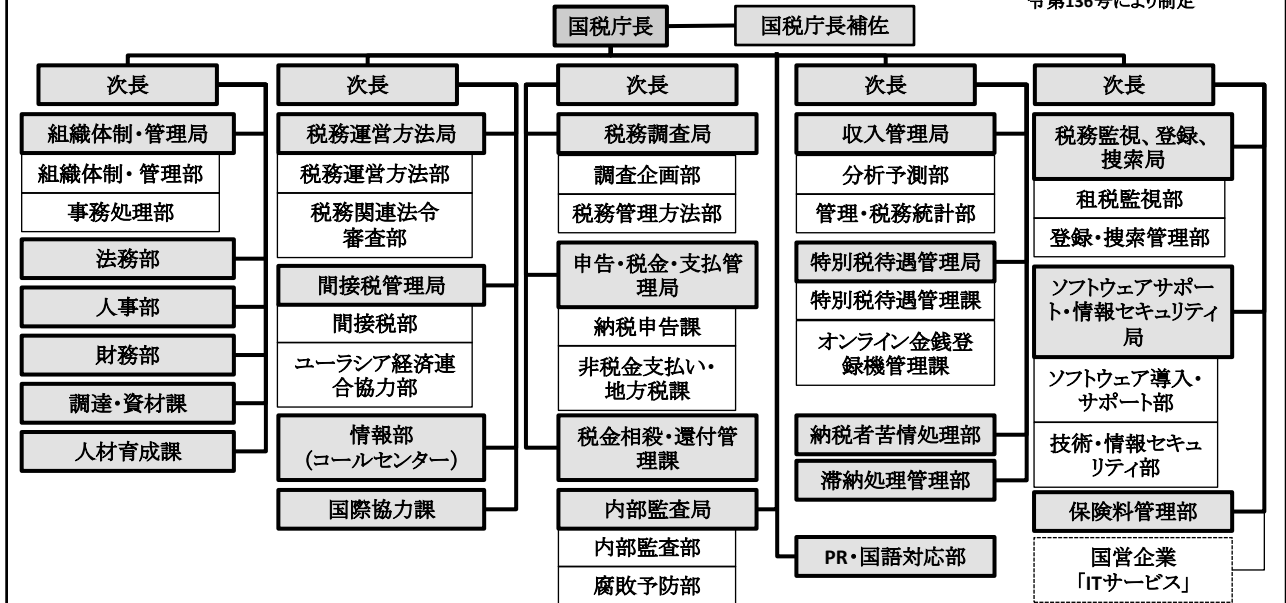 令第136号により制定
国税庁長
国税庁長補佐
次長
組織体制・管理局
組織体制・管理部
事務処理部
法務部
人事部
財務部
調達・資材課
人材育成課
次長
税務運営方法局
税務運営方法部
税務関連法令
審査部
間接税管理局
間接税部
ユーラシア経済連
合協力部
情報部
(コールセンター)
国際協力課
次長
税務調査局
調査企画部
税務管理方法部
申告・税金・支払管
理局
納税申告課
非税金支払い・
地方税課
税金相殺・還付管
理課
内部監査局
内部監査部
腐敗予防部
次長
収入管理局
分析予測部
管理・税務統計部
特別税待遇管理局
特別税待遇管理課
オンライン金銭登
録機管理課
納税者苦情処理部
滞納処理管理部
PR・国語対応部
次長
税務監視、登録、
捜索局
租税監視部
登録・捜索管理部
ソフトウェアサポー
ト・情報セキュリティ
局
ソフトウェア導入・
サポート部
技術・情報セキュ
リティ部
保険料管理部
国営企業
「ITサービス」